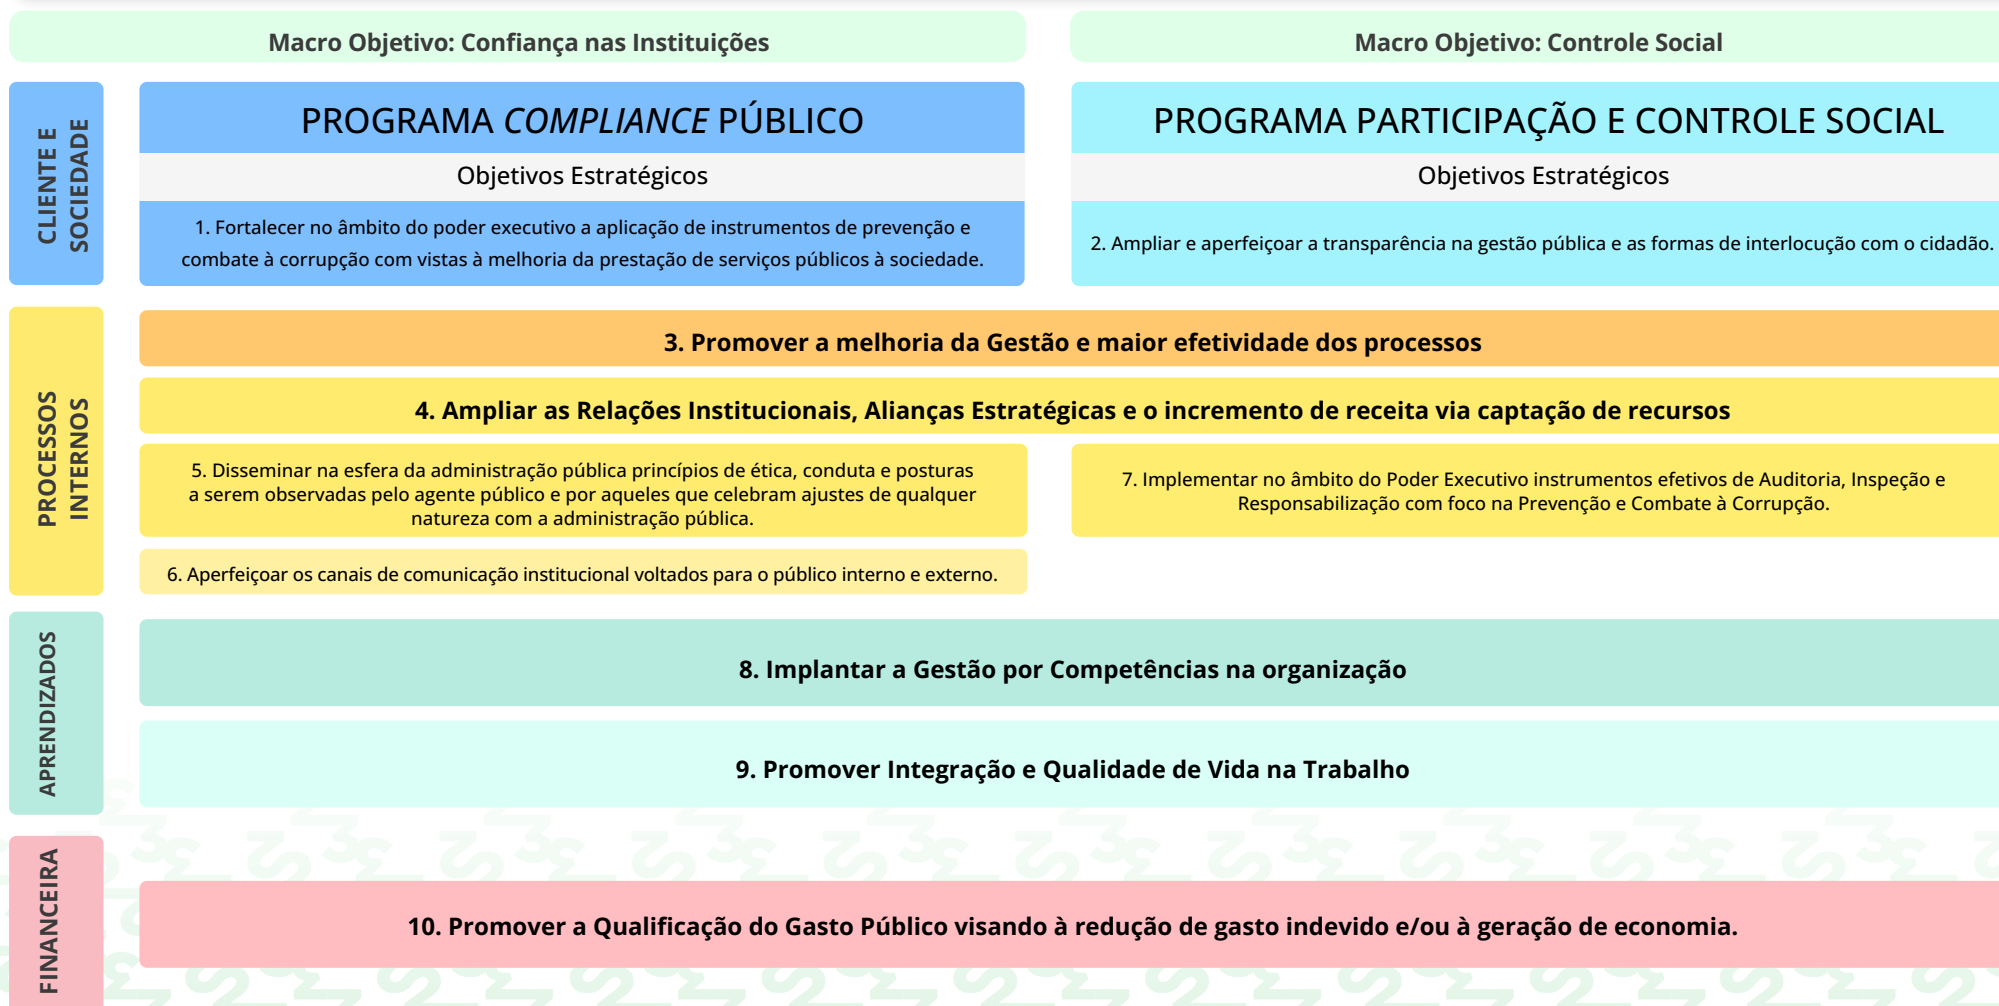 Macro Objetivo: Confiança nas Instituições
Macro Objetivo: Controle Social
CLIENTE E
SOCIEDADE
PROGRAMA COMPLIANCE PÚBLICO
Objetivos Estratégicos
1. Fortalecer no âmbito do poder executivo a aplicação de instrumentos de prevenção e
combate à corrupção com vistas à melhoria da prestação de serviços públicos à sociedade.
PROGRAMA PARTICIPAÇÃO E CONTROLE SOCIAL
Objetivos Estratégicos
2. Ampliar e aperfeiçoar a transparência na gestão pública e as formas de interlocução com o cidadão.
PROCESSOS
INTERNOS
3. Promover a melhoria da Gestão e maior efetividade dos processos
4. Ampliar as Relações Institucionais, Alianças Estratégicas e o incremento de receita via captação de recursos
5. Disseminar na esfera da administração pública princípios de ética, conduta e posturas
a serem observadas pelo agente público e por aqueles que celebram ajustes de qualquer
natureza com a administração pública.
6. Aperfeiçoar os canais de comunicação institucional voltados para o público interno e externo.
7. Implementar no âmbito do Poder Executivo instrumentos efetivos de Auditoria, Inspeção e
Responsabilização com foco na Prevenção e Combate à Corrupção.
APRENDIZADOS
8. Implantar a Gestão por Competências na organização
9. Promover Integração e Qualidade de Vida na Trabalho
FINANCEIRA
10. Promover a Qualificação do Gasto Público visando à redução de gasto indevido e/ou à geração de economia.